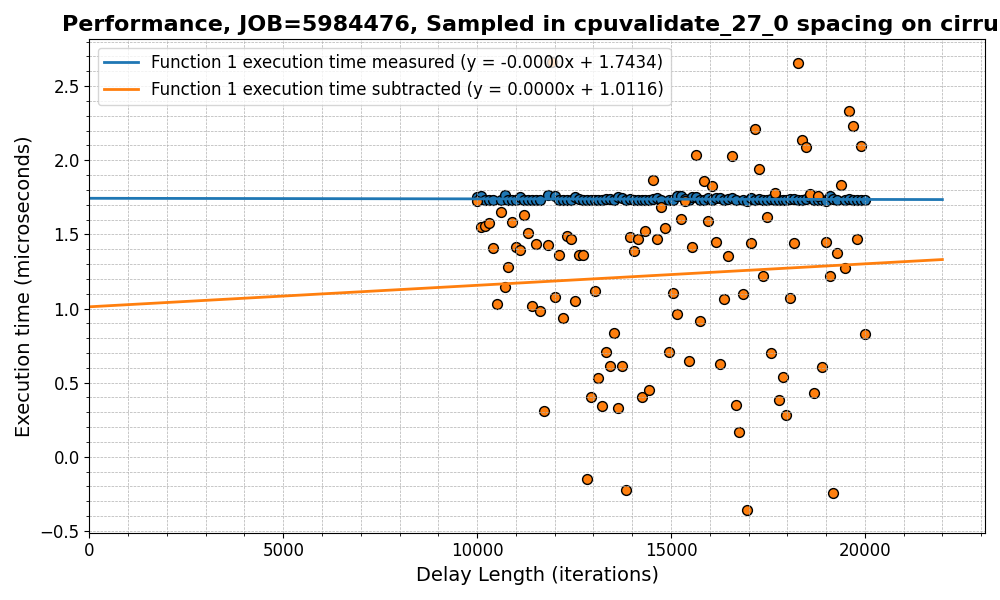 Performance, JOB=5984476, Sampled in cpuvalidate_27_0 spacing on cirru
Function 1 execution time measured (y = -0.0000x + 1.7434)
Function 1 execution time subtracted (y = 0.0000x + 1.0116)
Execution time (microseconds)
2.5
2.0
1.5
1.0
0.5
0.0
−0.5
0
5000
10000
15000
20000
Delay Length (iterations)